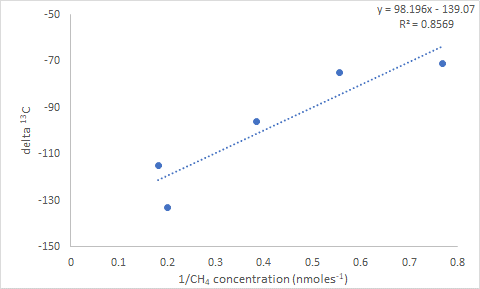 y = 98.196x - 139.07
R² = 0.8569
-50
-70
-90
-110
-130
-150
delta ¹³C
0 0.1 0.2 0.3 0.4 0.5 0.6 0.7 0.8
1/CH₄ concentration (nmoles⁻¹)